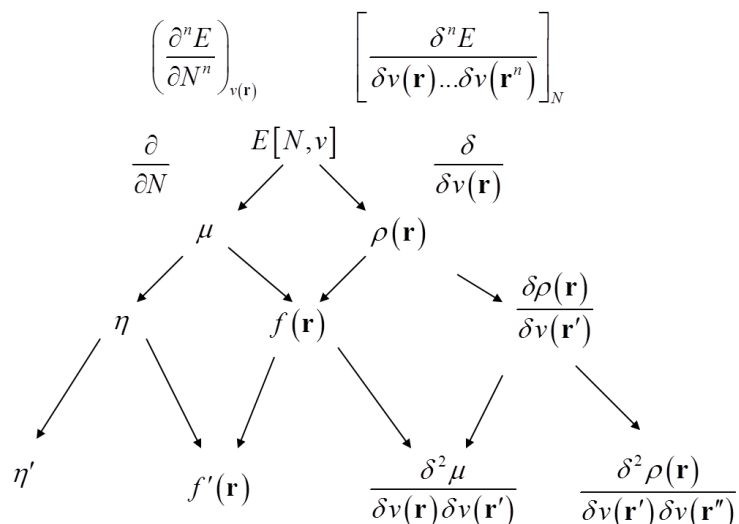 (∂ⁿE/∂Nⁿ)_v(r) [δⁿE/δv(r)...δv(rⁿ)]_N
∂/∂N E[N,v] δ/δv(r)
μ ρ(r)
η f(r) δρ(r)/δv(r′)
η′ f′(r) δ²μ/δv(r)δv(r′) δ²ρ(r)/δv(r′)δv(r″)